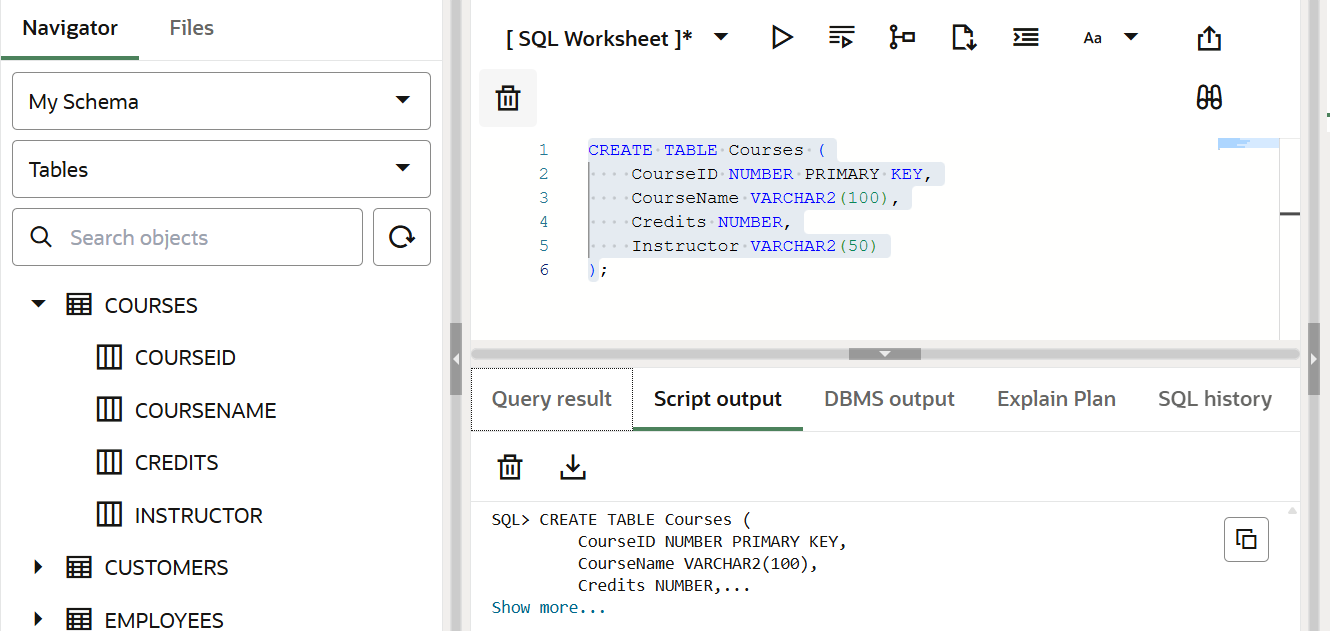 Navigator Files
My Schema
Tables
Search objects
COURSES
COURSEID
COURSENAME
CREDITS
INSTRUCTOR
CUSTOMERS
EMPLOYEES
[ SQL Worksheet ]* Aa
1 CREATE TABLE Courses (
2 CourseID NUMBER PRIMARY KEY,
3 CourseName VARCHAR2(100),
4 Credits NUMBER,
5 Instructor VARCHAR2(50)
6 );
Query result Script output DBMS output Explain Plan SQL history
SQL> CREATE TABLE Courses (
CourseID NUMBER PRIMARY KEY,
CourseName VARCHAR2(100),
Credits NUMBER,...
Show more...